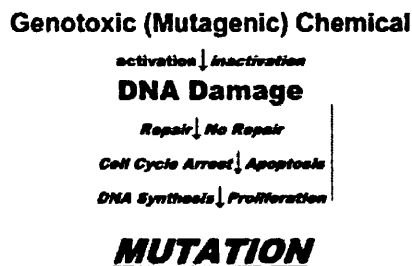 Genotoxic (Mutagenic) Chemical
activation inactivation
DNA Damage
Repair No Repair
Cell Cycle Arrest Apoptosis
DNA Synthesis Proliferation
MUTATION